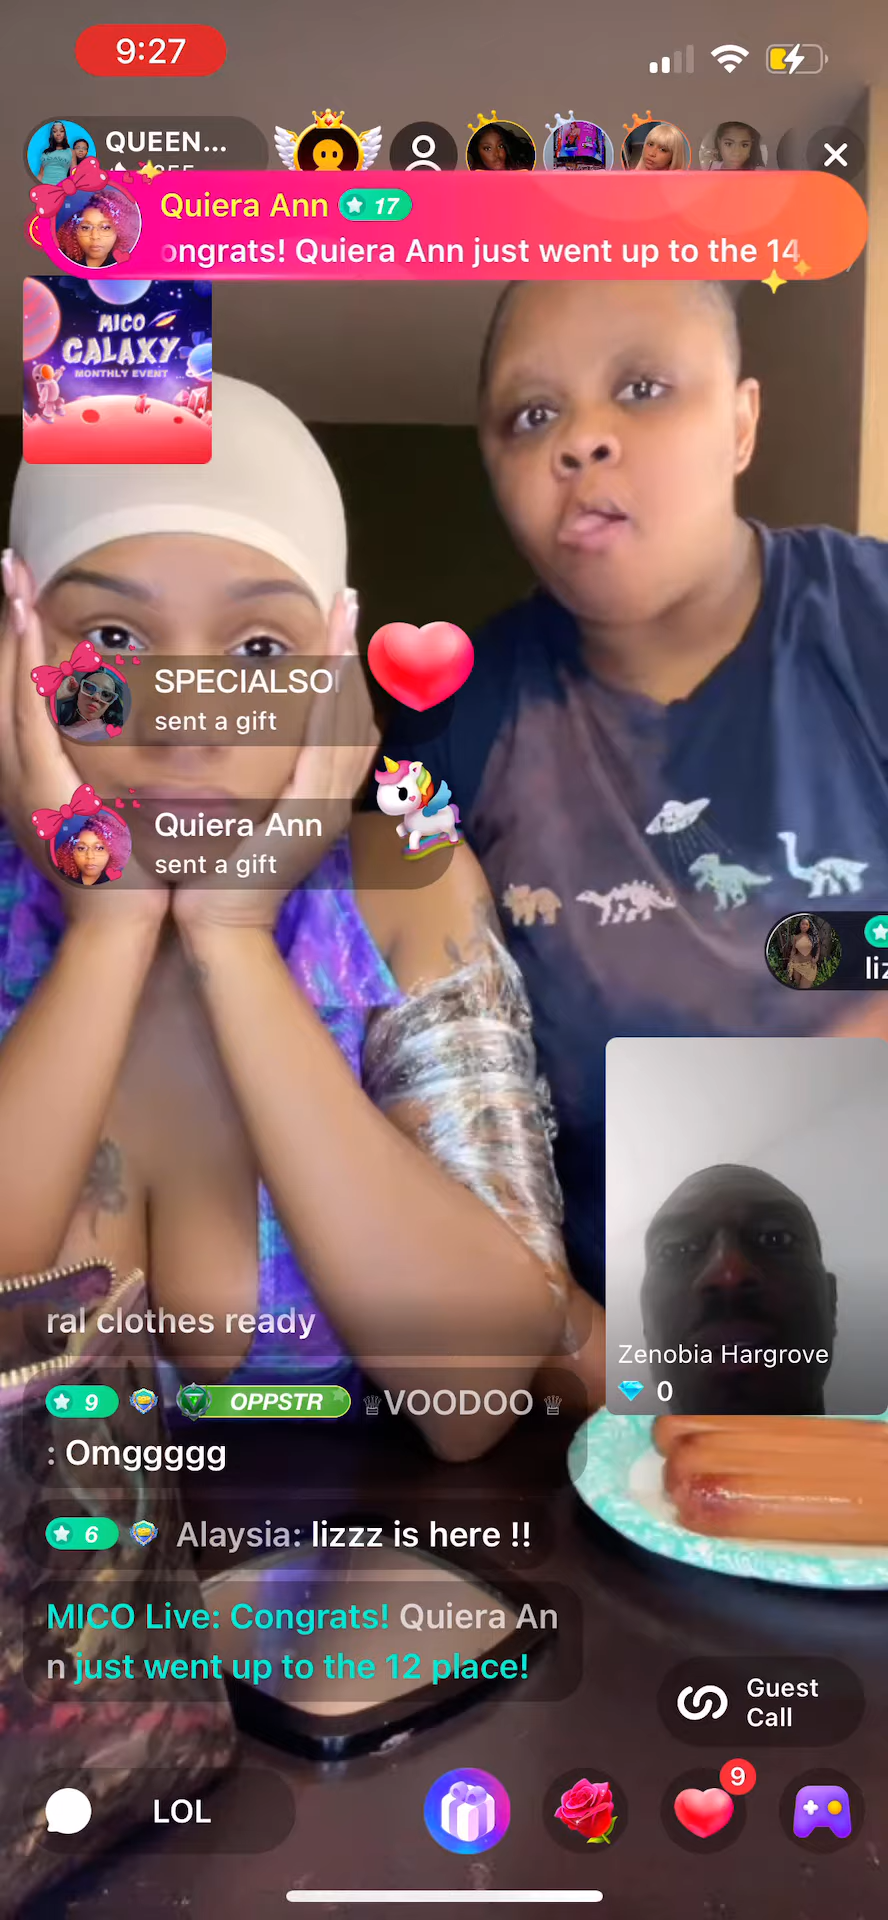 9:27
QUEEN...
Quiera Ann 17
ongrats! Quiera Ann just went up to the 14
MICO
GALAXY
MONTHLY EVENT
SPECIALSO
sent a gift
Quiera Ann
sent a gift
liz
Zenobia Hargrove
0
ral clothes ready
9 OPPSTR ♕VOODOO♕
: Omggggg
6 Alaysia: lizzz is here !!
MICO Live: Congrats! Quiera An
n just went up to the 12 place!
Guest
Call
LOL
9